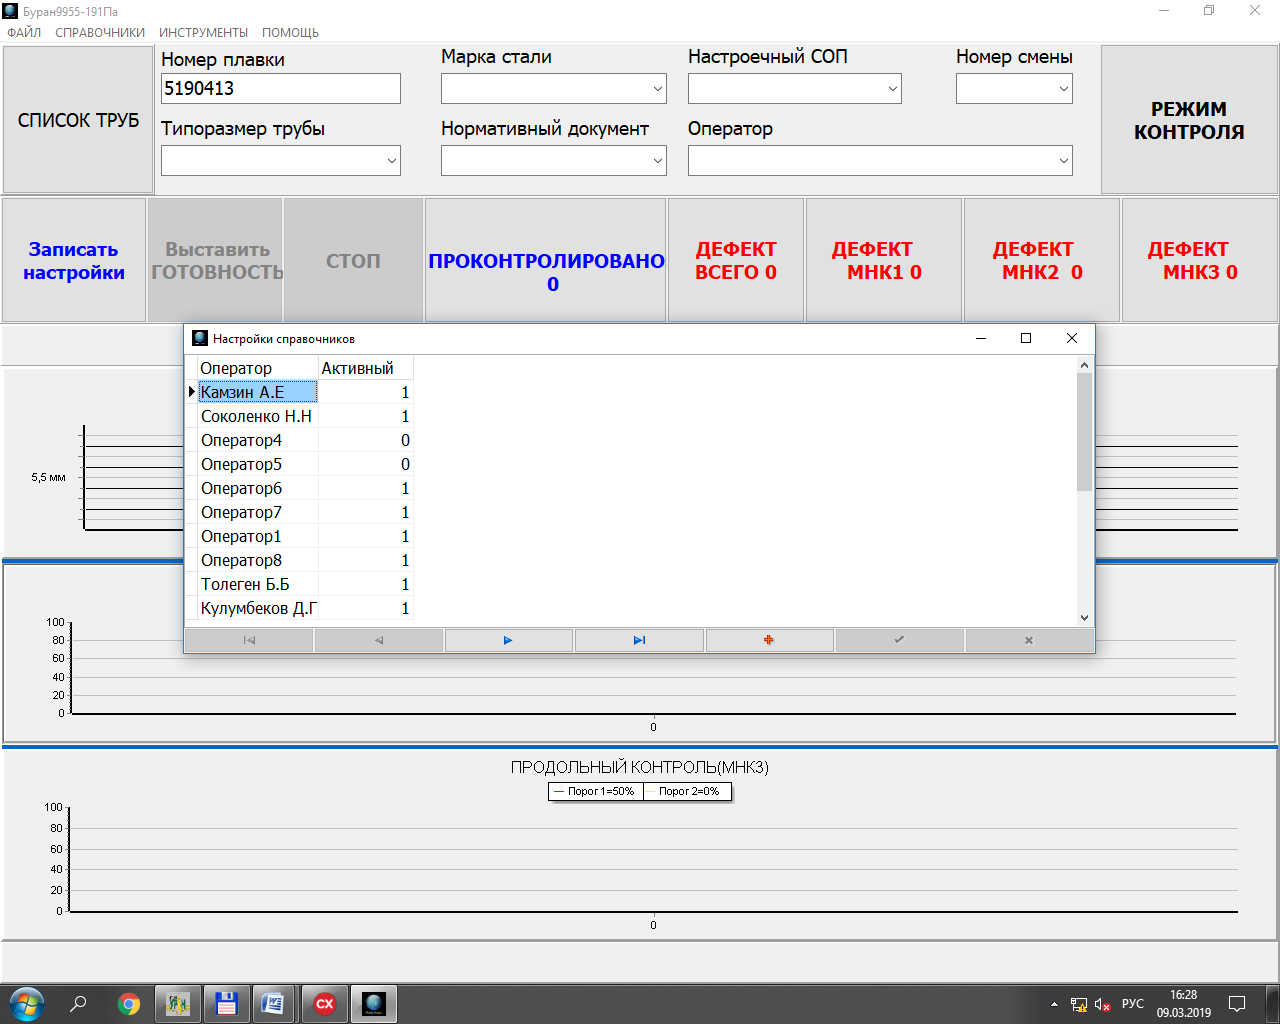 Буран9955-191Па
ФАЙЛ СПРАВОЧНИКИ ИНСТРУМЕНТЫ ПОМОЩЬ
СПИСОК ТРУБ
Номер плавки
5190413
Марка стали
Настроечный СОП
Номер смены
Типоразмер трубы
Нормативный документ
Оператор
РЕЖИМ
КОНТРОЛЯ
Записать
настройки
Выставить
ГОТОВНОСТЬ
СТОП
ПРОКОНТРОЛИРОВАНО
0
ДЕФЕКТ
ВСЕГО 0
ДЕФЕКТ
МНК1 0
ДЕФЕКТ
МНК2 0
ДЕФЕКТ
МНК3 0
Настройки справочников
Оператор Активный
Камзин А.Е 1
Соколенко Н.Н 1
Оператор4 0
Оператор5 0
Оператор6 1
Оператор7 1
Оператор1 1
Оператор8 1
Толеген Б.Б 1
Кулумбеков Д.Г 1
5,5 мм
100
80
60
40
20
0
0
ПРОДОЛЬНЫЙ КОНТРОЛЬ(МНК3)
Порог 1=50% Порог 2=0%
100
80
60
40
20
0
0
CX
РУС
16:28
09.03.2019